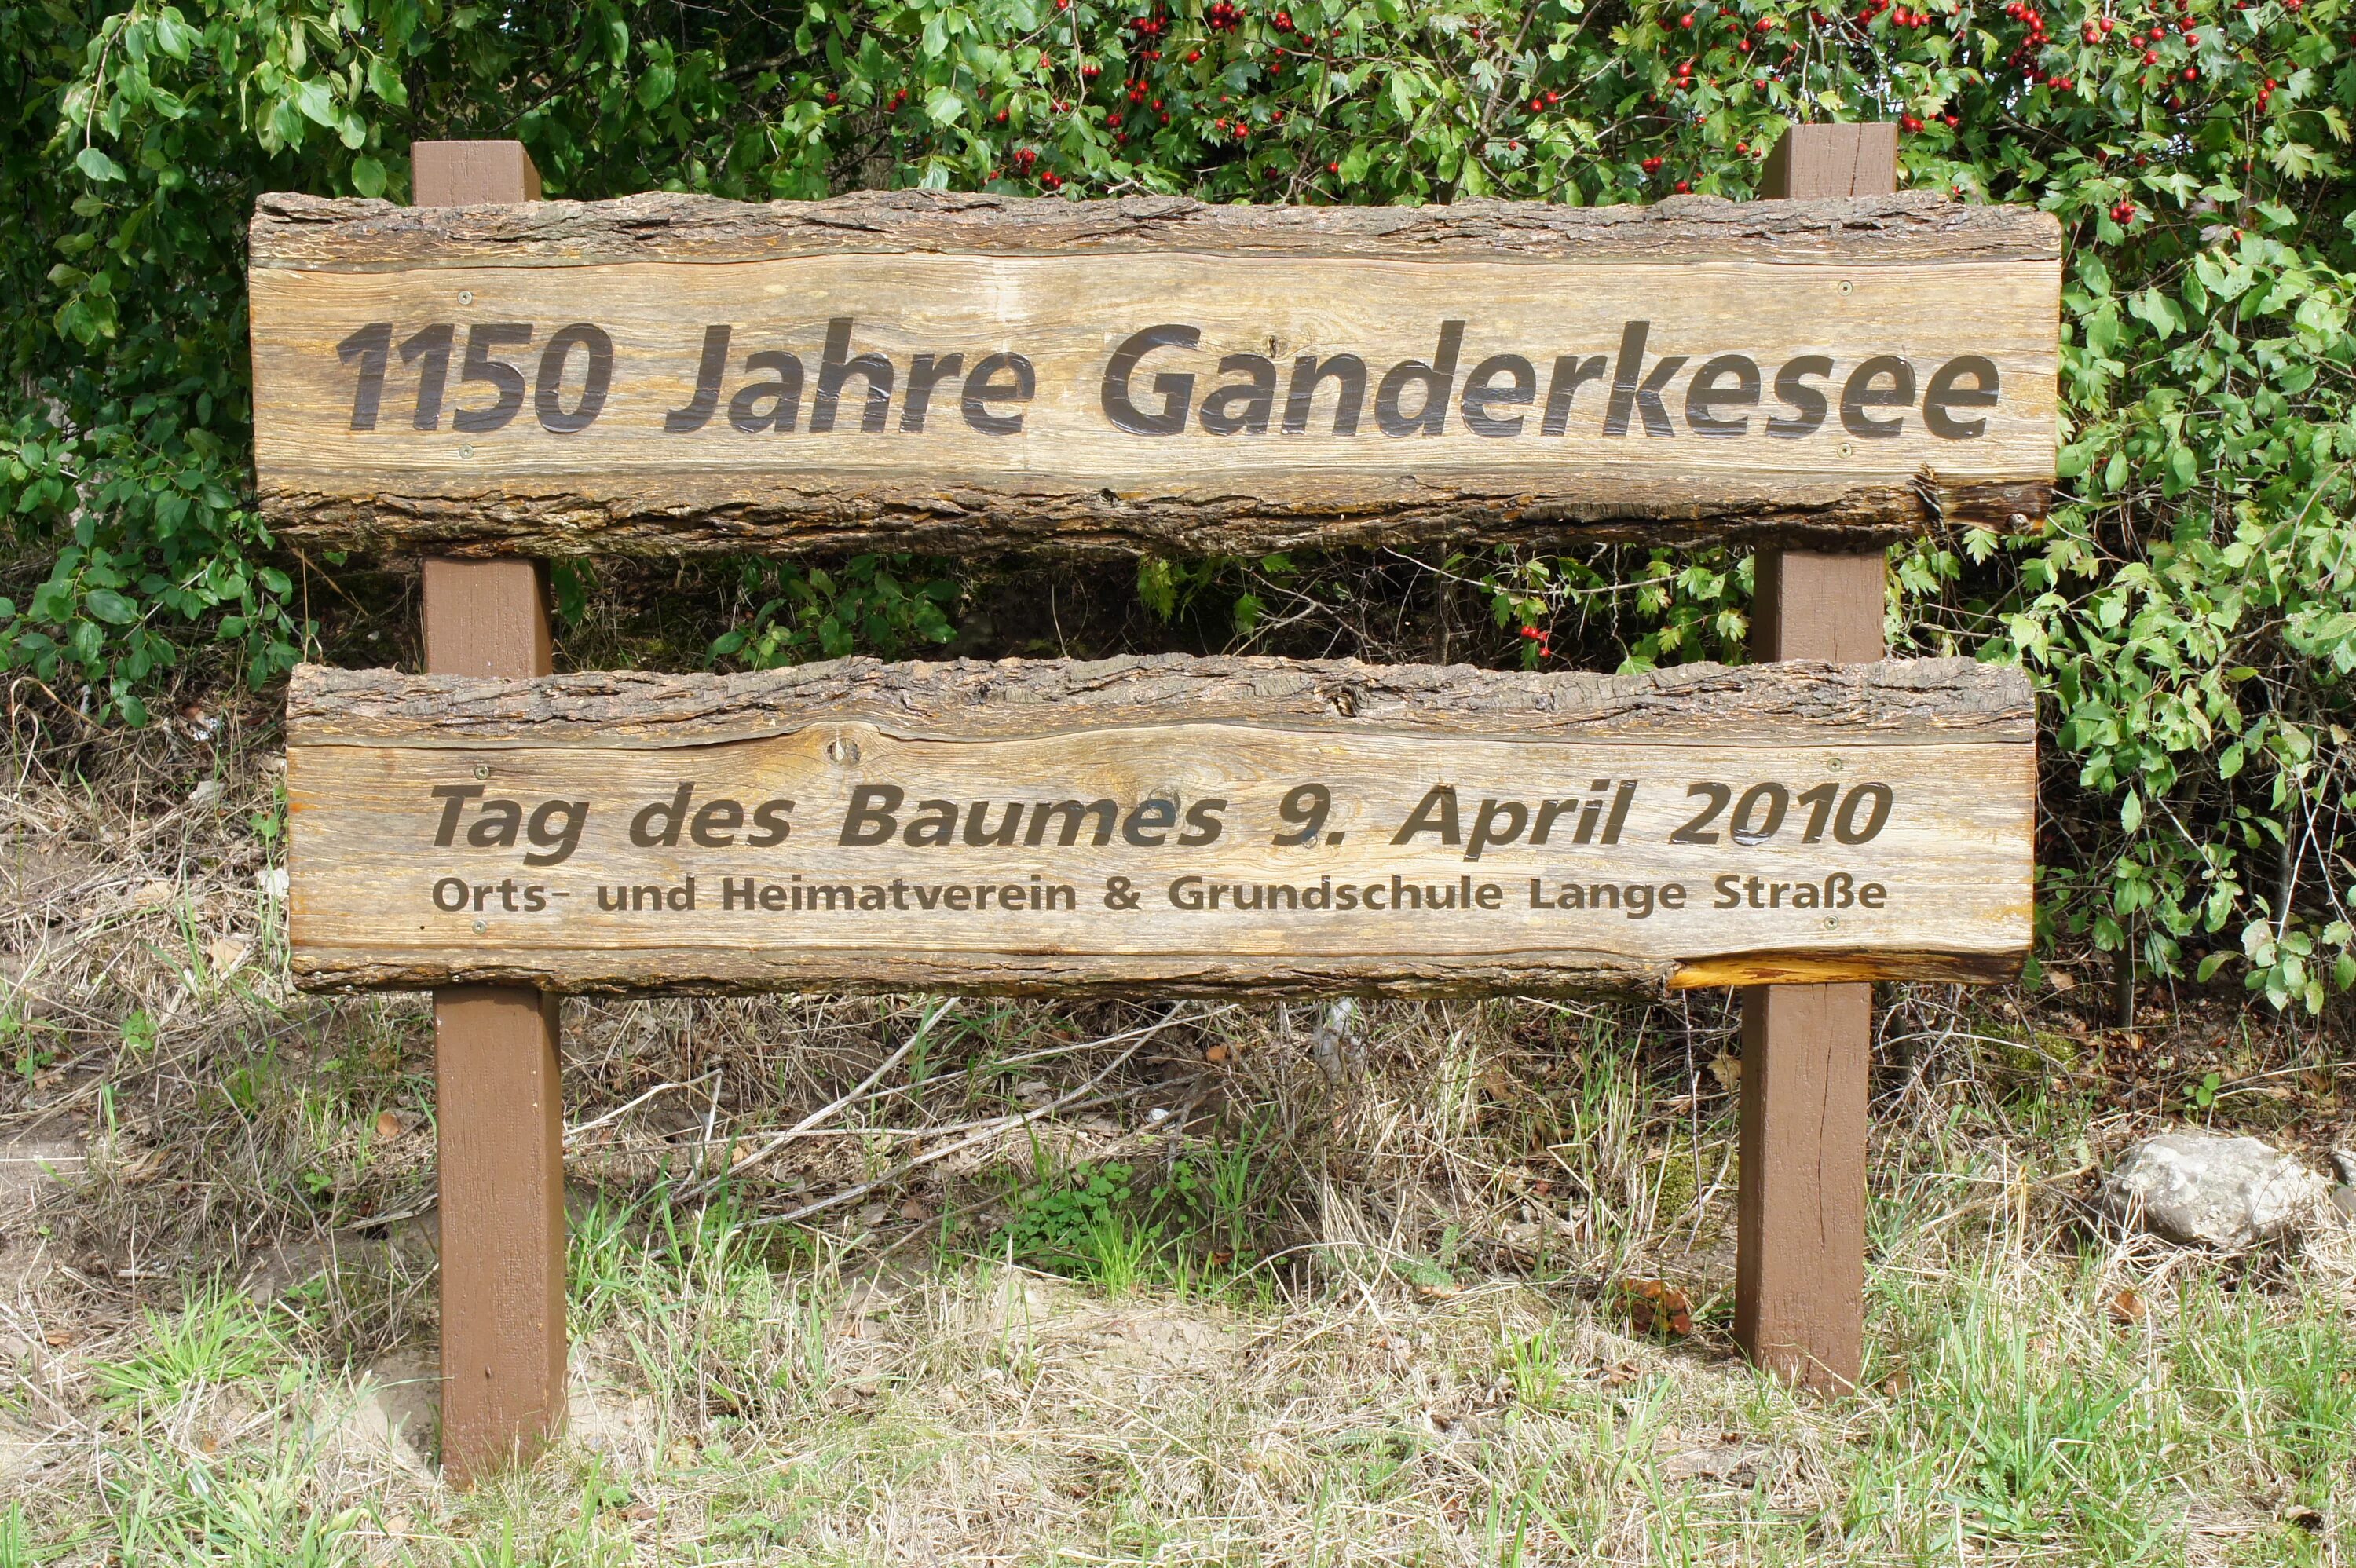 1150 Jahre Ganderkesee
Tag des Baumes 9. April 2010
Orts- und Heimatverein & Grundschule Lange Straße